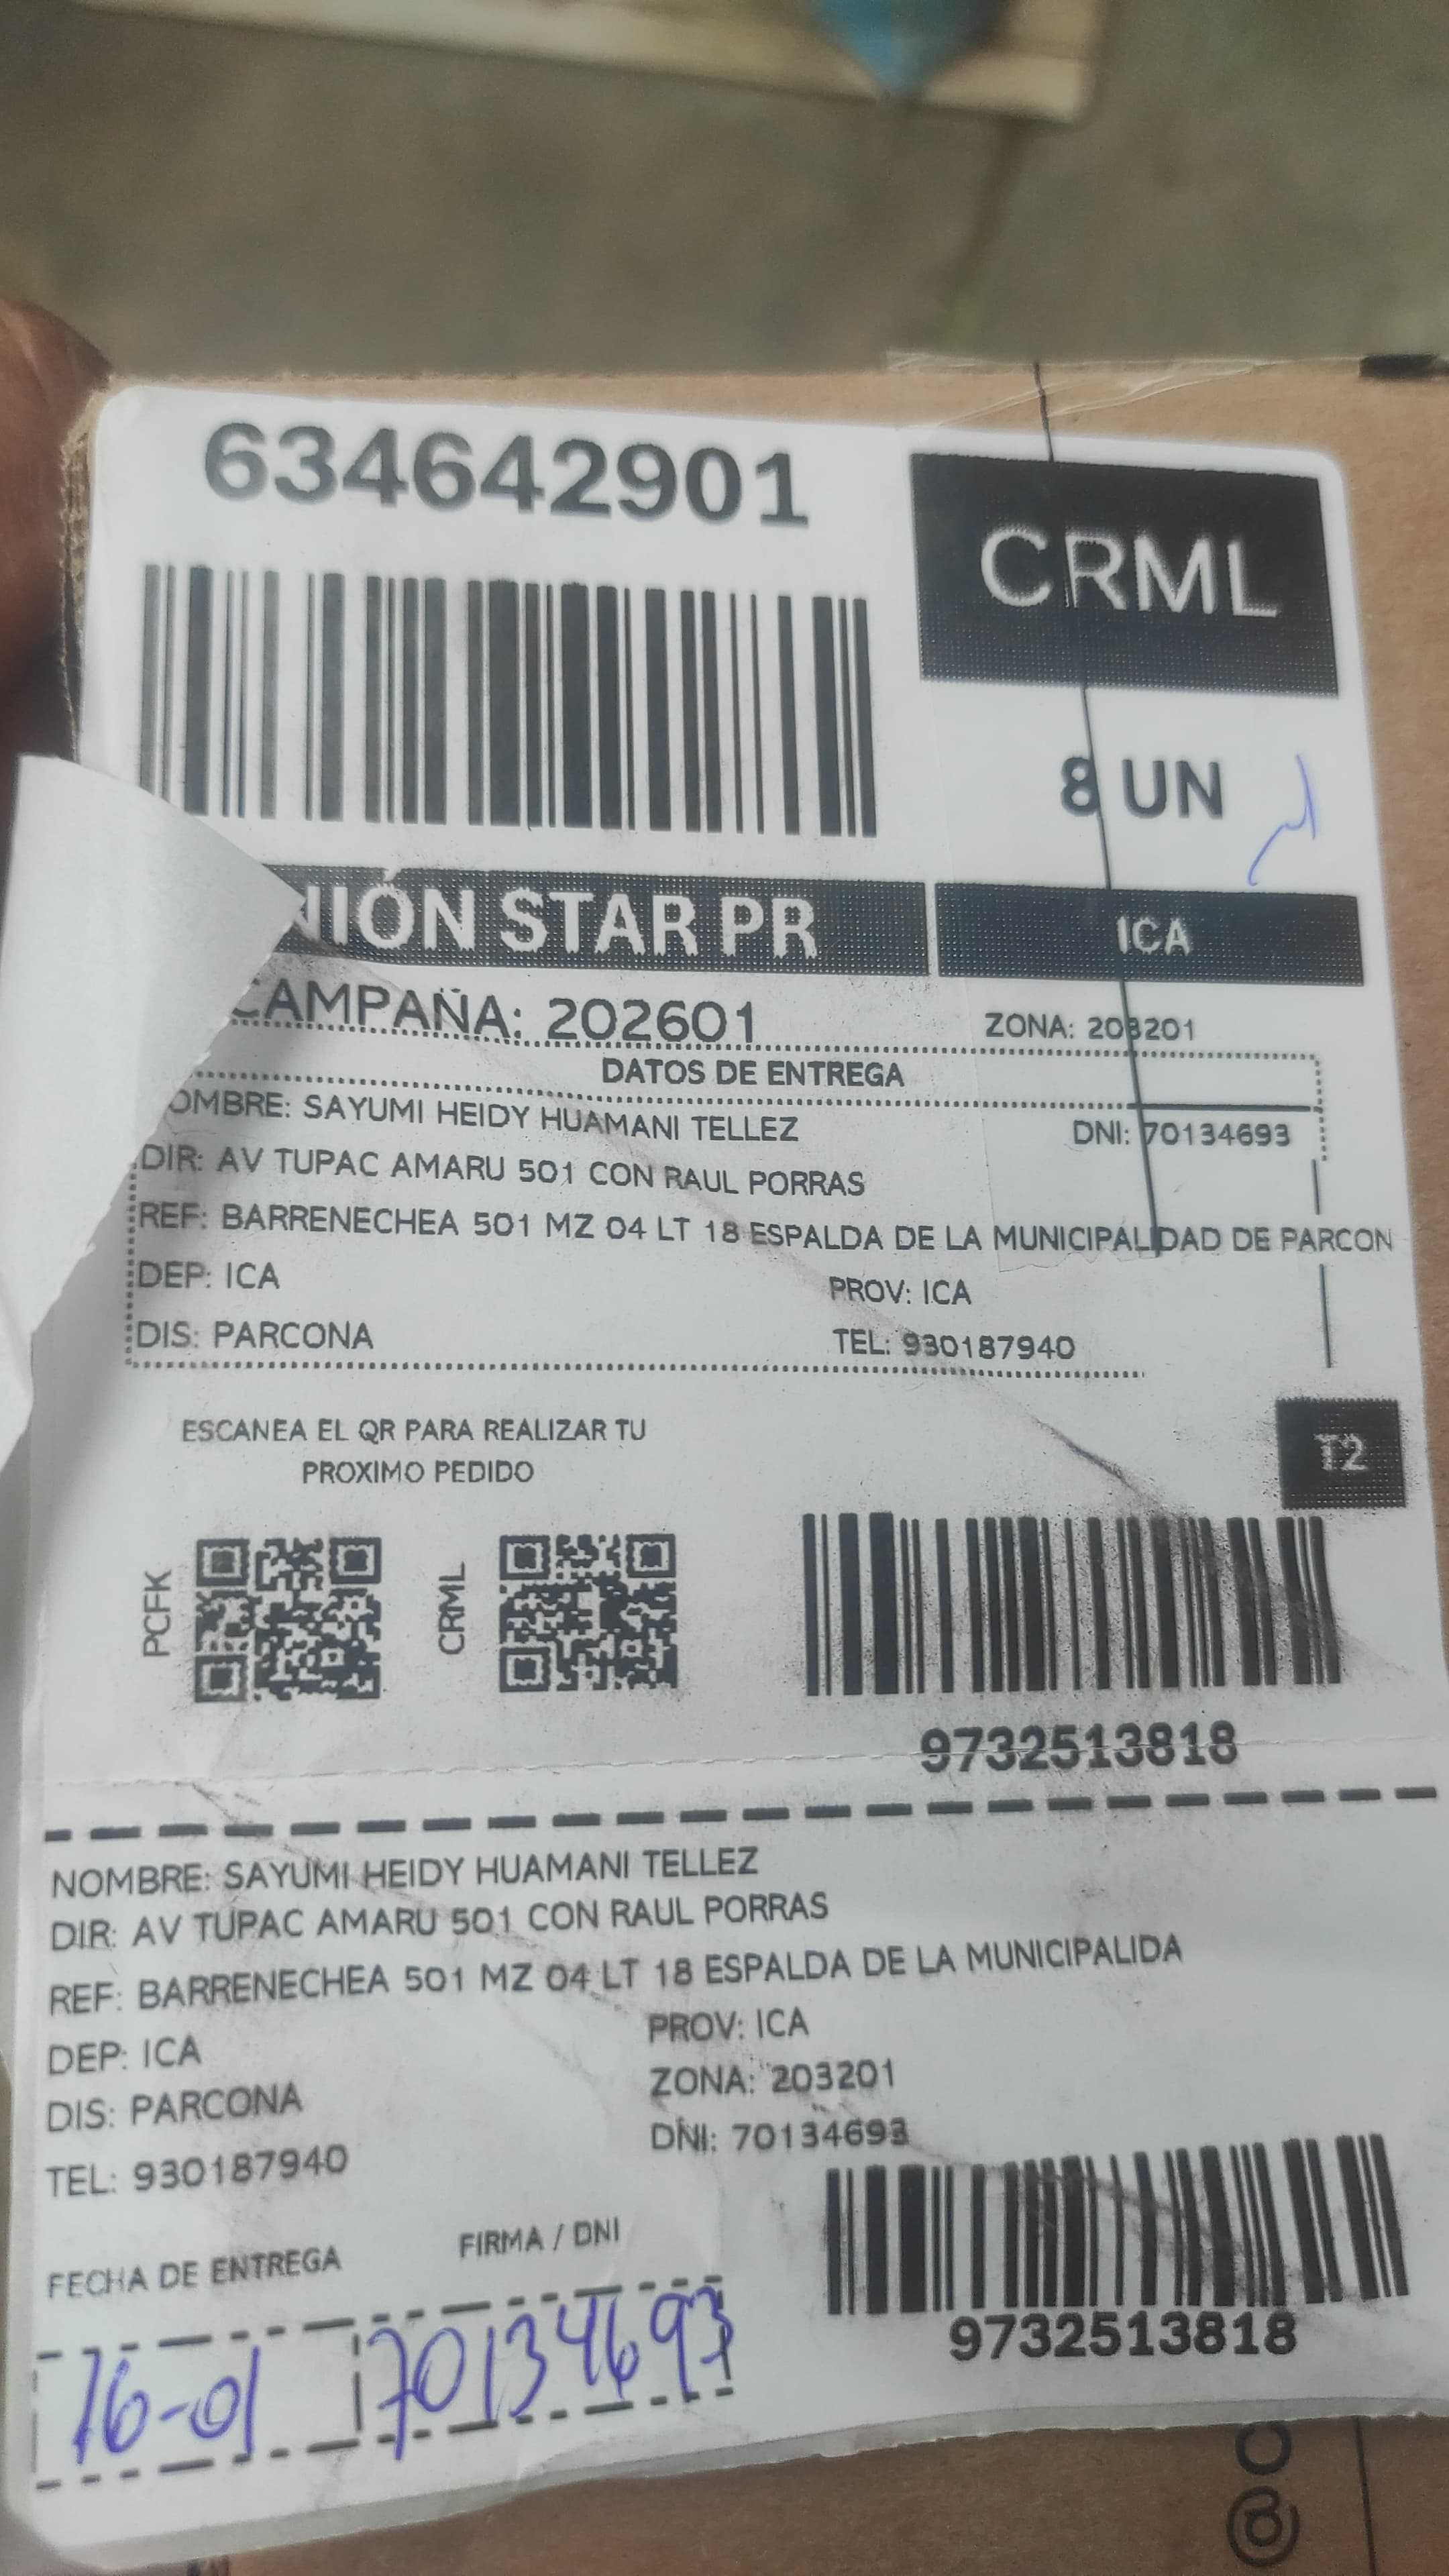 634642901
CRML
8 UN
NIÓN STAR PR
ICA
CAMPAÑA: 202601
ZONA: 203201
DATOS DE ENTREGA
OMBRE: SAYUMI HEIDY HUAMANI TELLEZ
DNI: 70134693
DIR: AV TUPAC AMARU 501 CON RAUL PORRAS
REF: BARRENECHEA 501 MZ 04 LT 18 ESPALDA DE LA MUNICIPALIDAD DE PARCON
DEP: ICA
PROV: ICA
DIS: PARCONA
TEL: 930187940
ESCANEA EL QR PARA REALIZAR TU
PROXIMO PEDIDO
T2
PCFK
CRML
9732513818
NOMBRE: SAYUMI HEIDY HUAMANI TELLEZ
DIR: AV TUPAC AMARU 501 CON RAUL PORRAS
REF: BARRENECHEA 501 MZ 04 LT 18 ESPALDA DE LA MUNICIPALIDA
DEP: ICA
PROV: ICA
DIS: PARCONA
ZONA: 203201
TEL: 930187940
DNI: 70134693
FECHA DE ENTREGA
FIRMA / DNI
16-01
70134693
9732513818